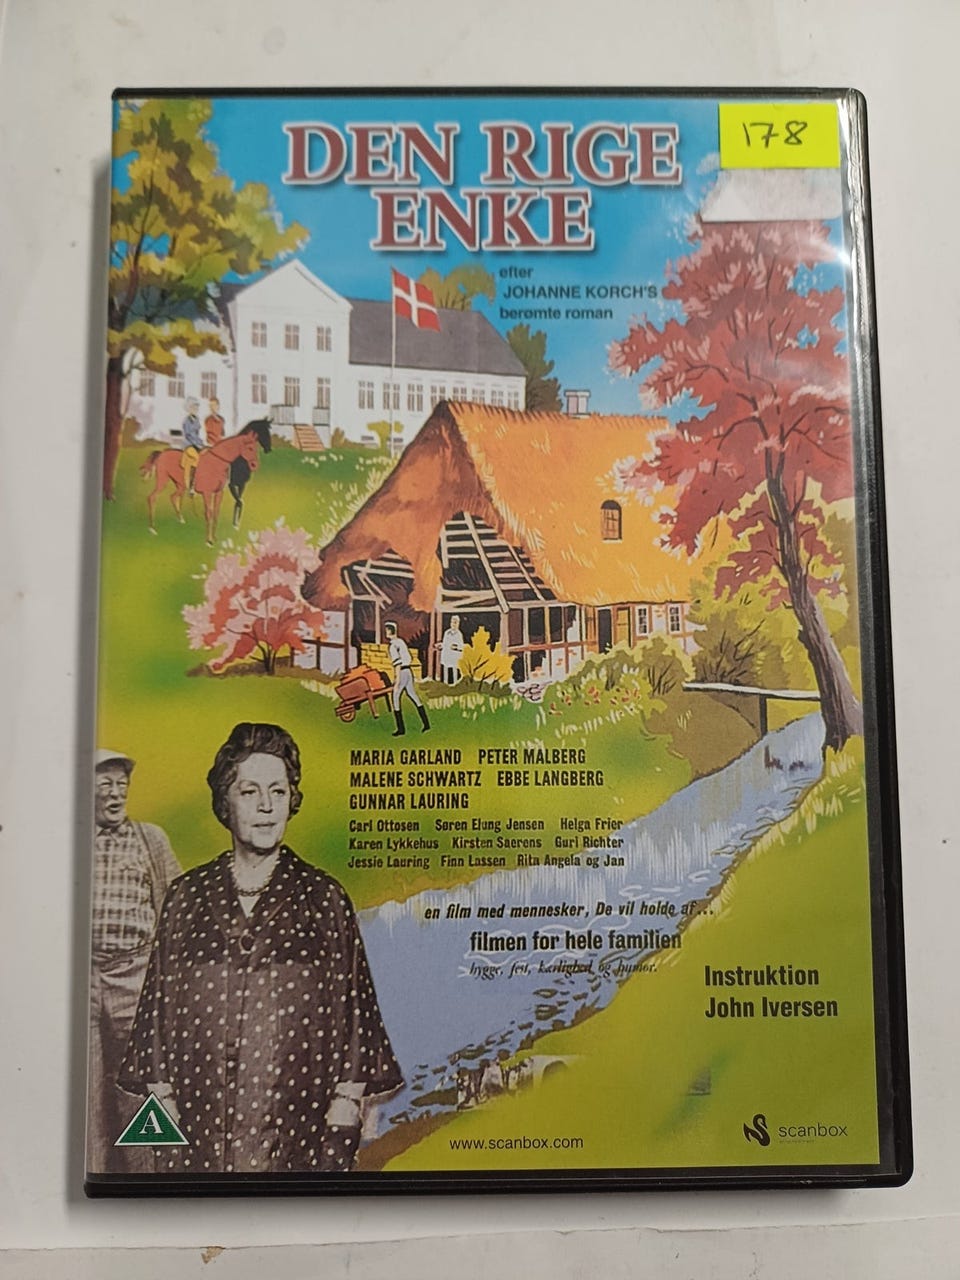 178
DEN RIGE
ENKE
efter
JOHANNE KORCH'S
berømte roman
MARIA GARLAND PETER MALBERG
MALENE SCHWARTZ EBBE LANGBERG
GUNNAR LAURING
Carl Ottosen Søren Elung Jensen Helga Frier
Karen Lykkehus Kirsten Saerens Guri Richter
Jessie Lauring Finn Lassen Rita Angela og Jan
en film med mennesker, De vil holde af...
filmen for hele familien
hygge, fest, kærlighed og humor.
Instruktion
John Iversen
A
www.scanbox.com
scanbox